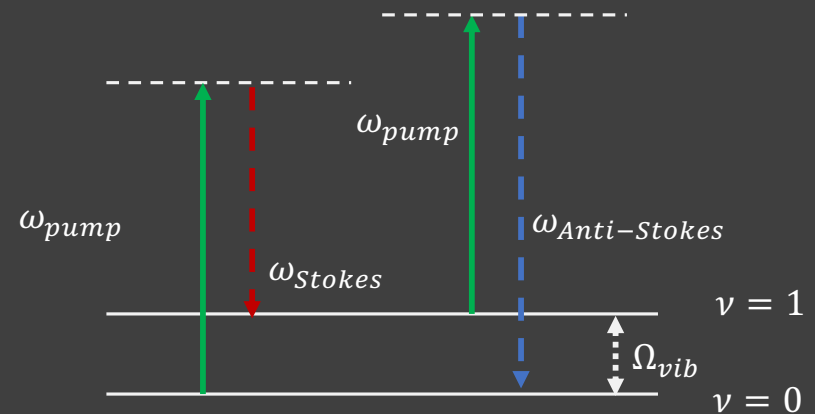 ω_pump
ω_pump
ω_Stokes
ω_Anti−Stokes
ν = 1
Ω_vib
ν = 0